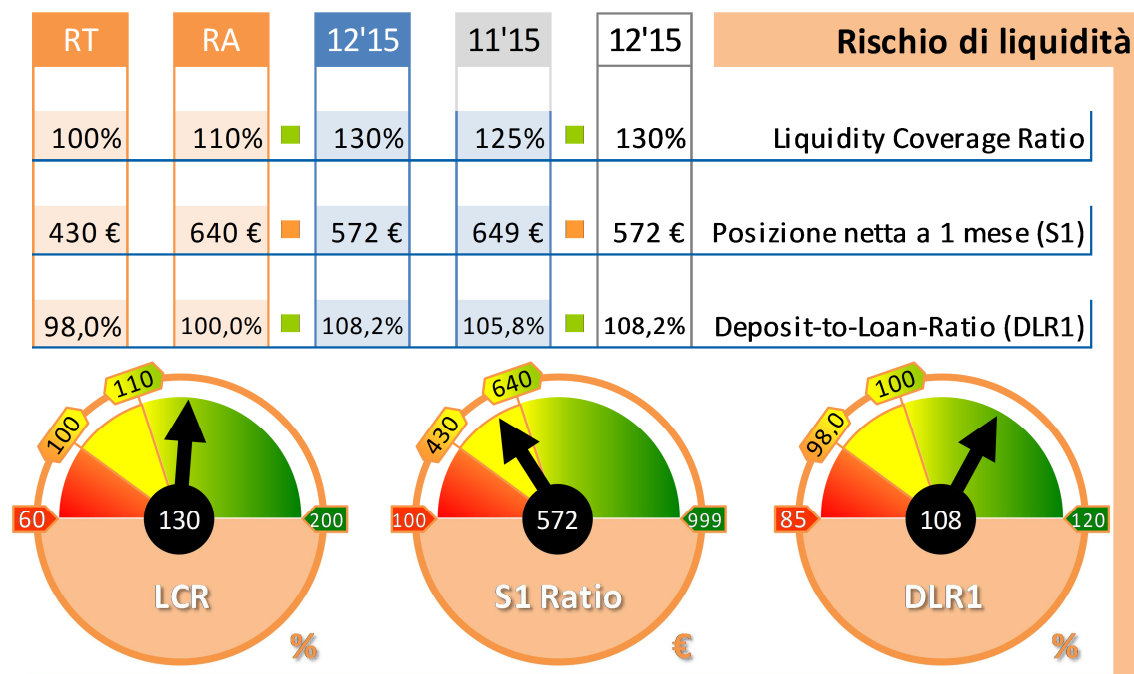 RT RA 12'15 11'15 12'15 Rischio di liquidità
100% 110% 130% 125% 130% Liquidity Coverage Ratio
430 € 640 € 572 € 649 € 572 € Posizione netta a 1 mese (S1)
98,0% 100,0% 108,2% 105,8% 108,2% Deposit-to-Loan-Ratio (DLR1)
60 100 110 200
130
LCR
%
100 430 640 999
572
S1 Ratio
€
85 98,0 100 120
108
DLR1
%